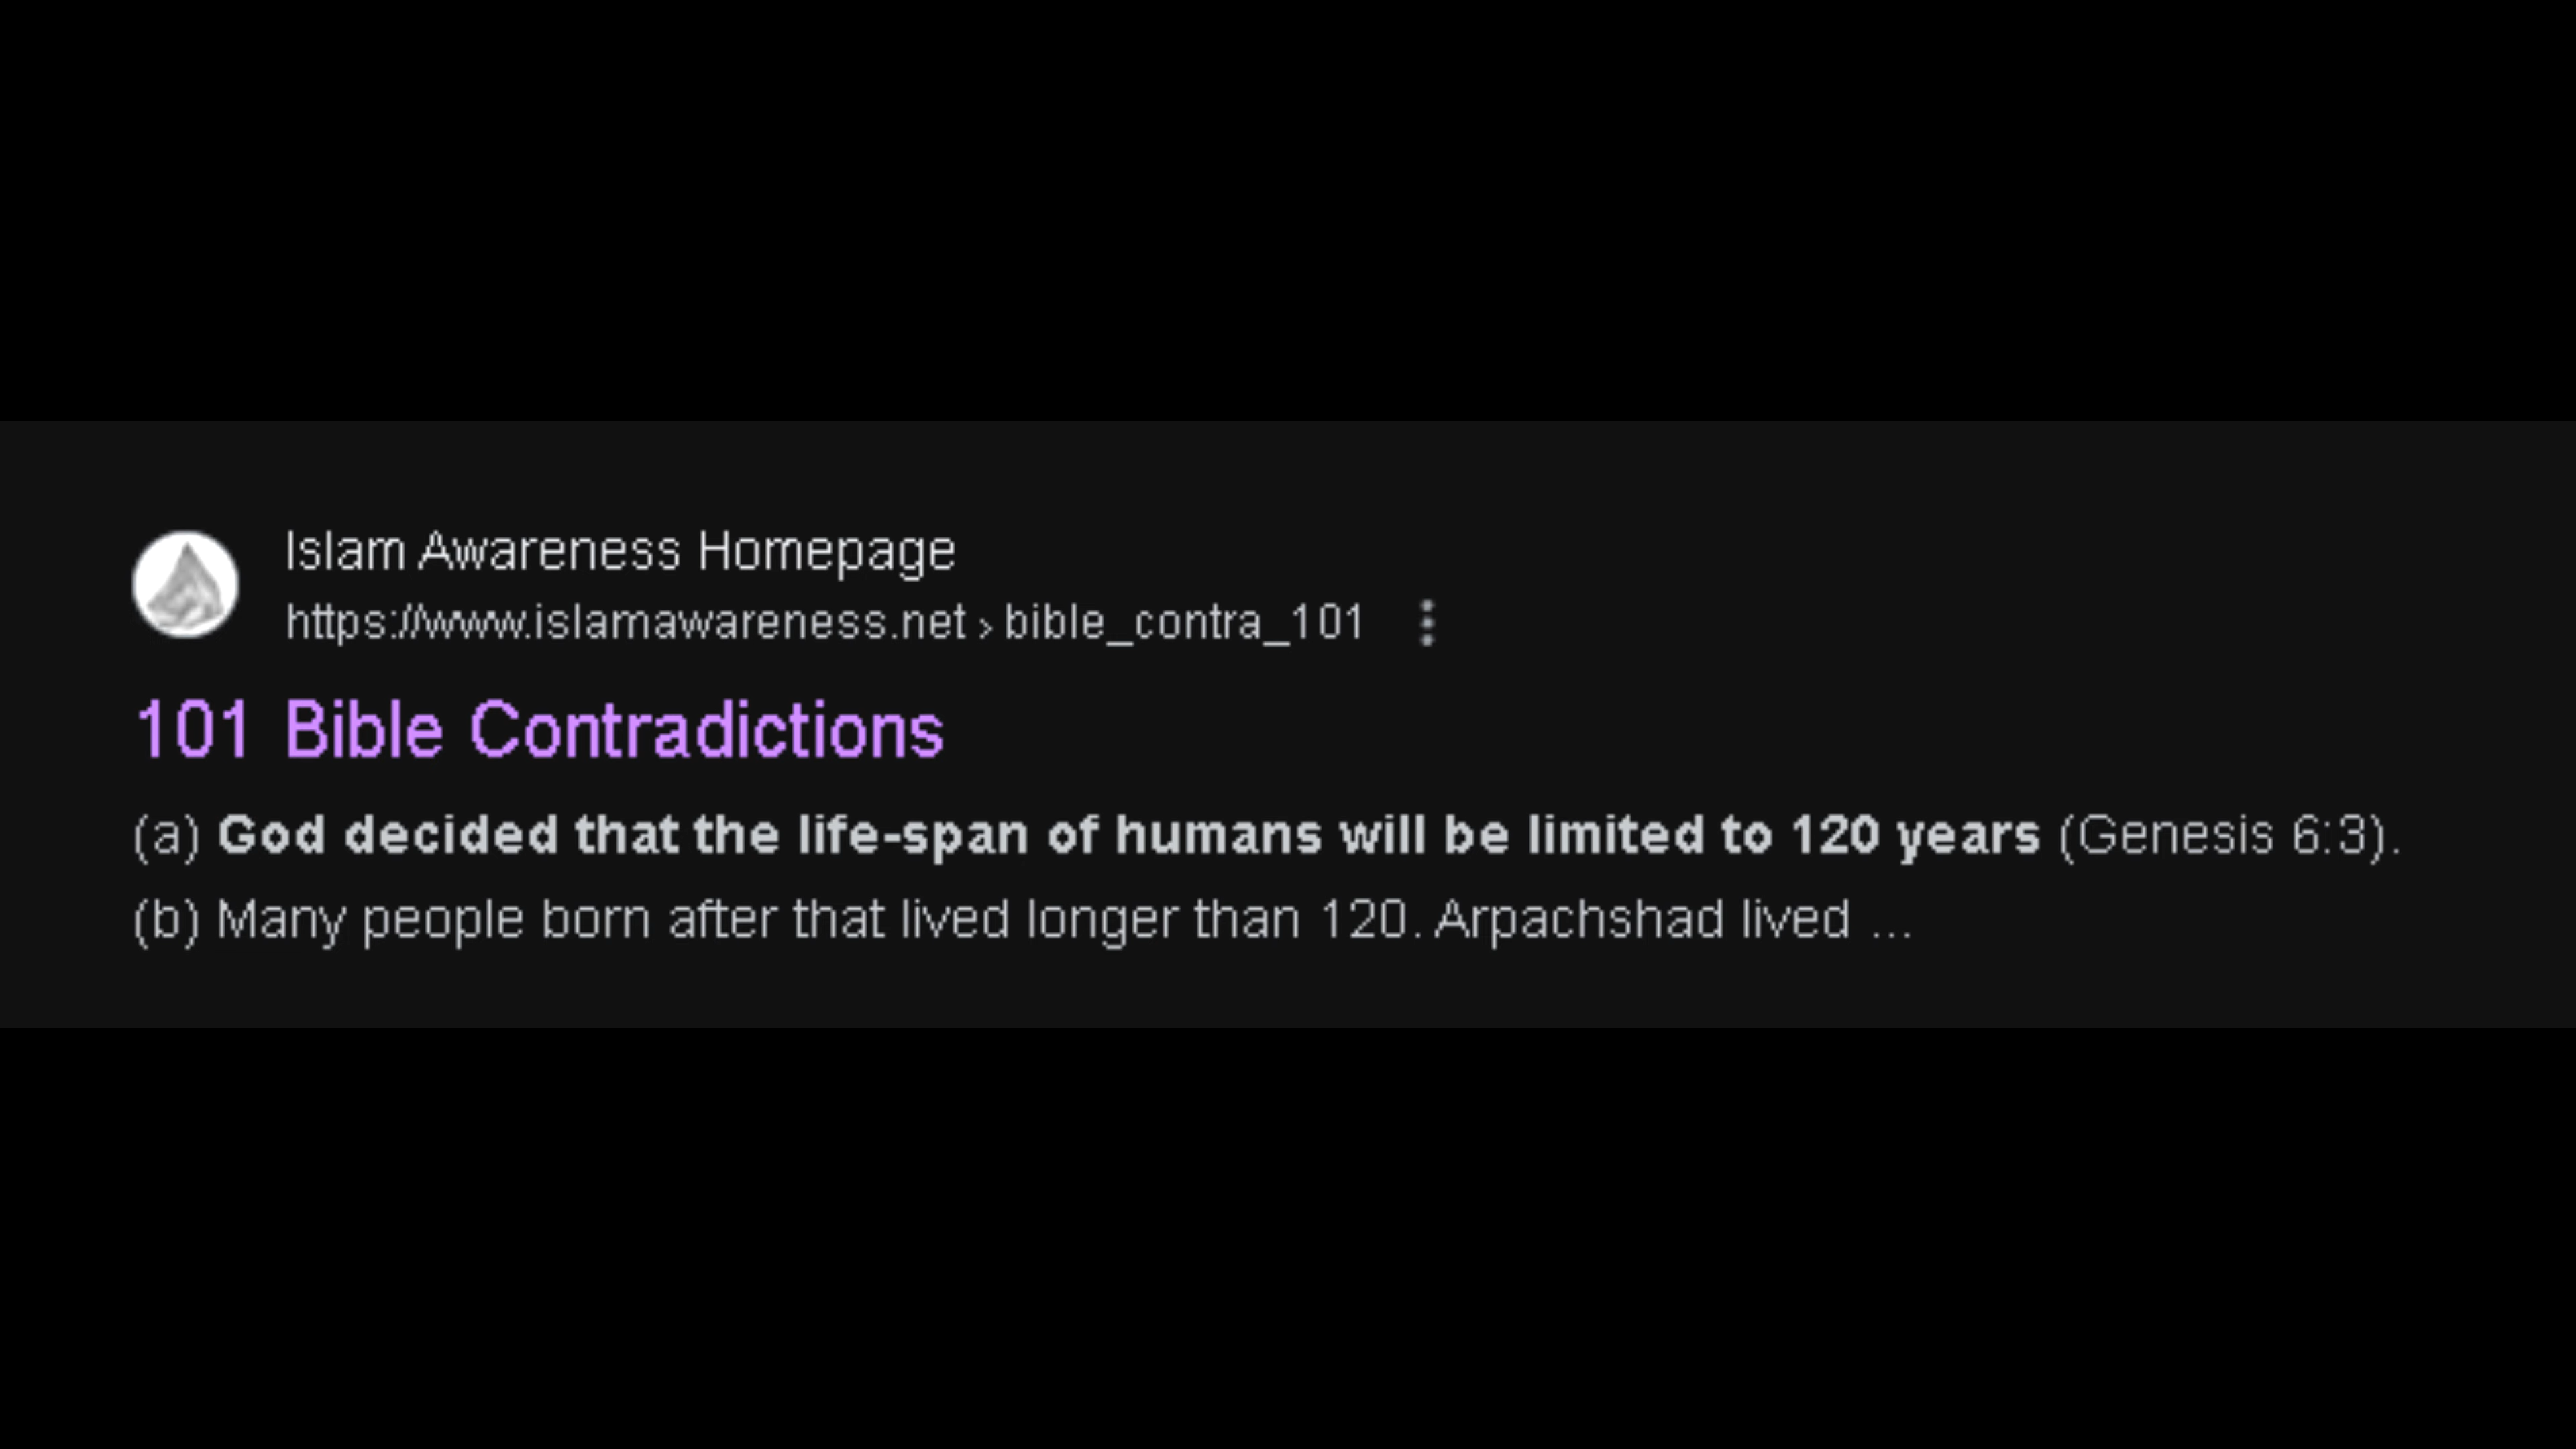 Islam Awareness Homepage
https://www.islamawareness.net › bible_contra_101
101 Bible Contradictions
(a) God decided that the life-span of humans will be limited to 120 years (Genesis 6:3).
(b) Many people born after that lived longer than 120. Arpachshad lived ...